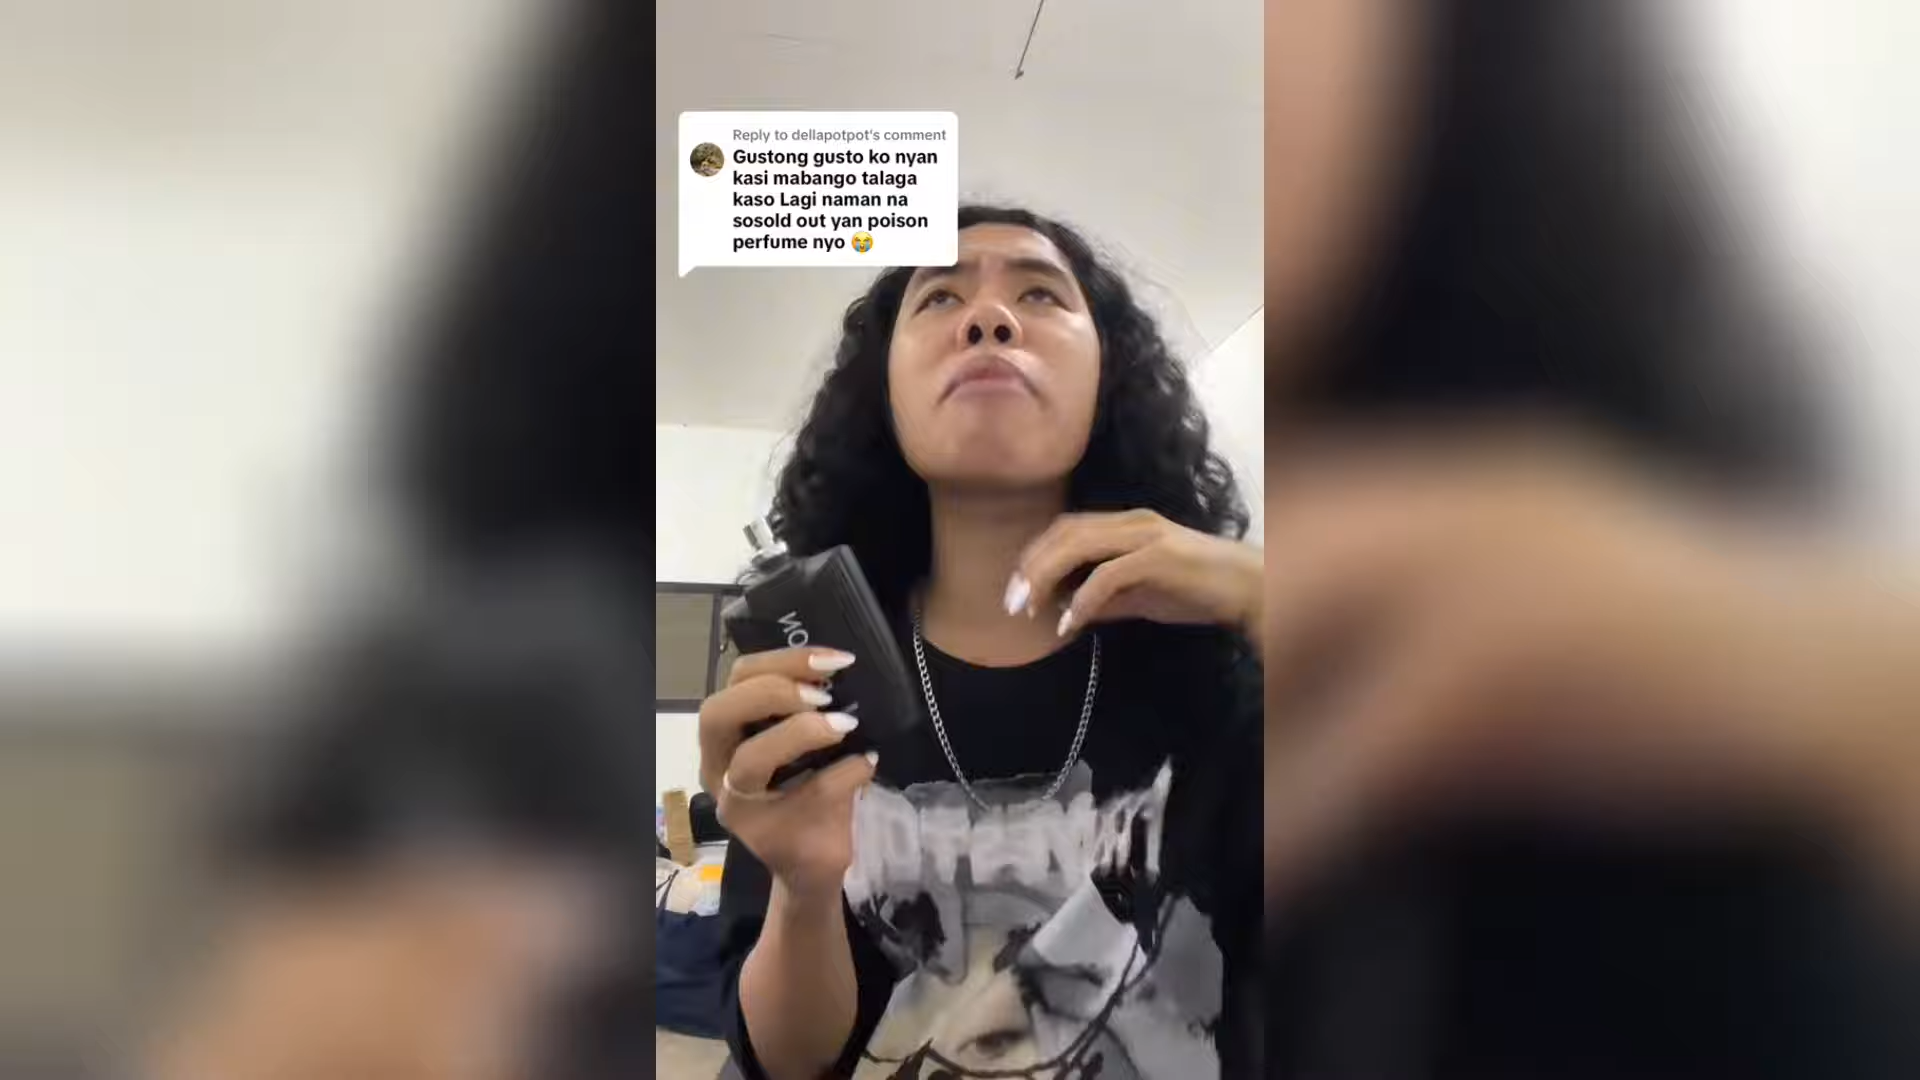 Reply to dellapotpot's comment
Gustong gusto ko nyan
kasi mabango talaga
kaso Lagi naman na
sosold out yan poison
perfume nyo 😭